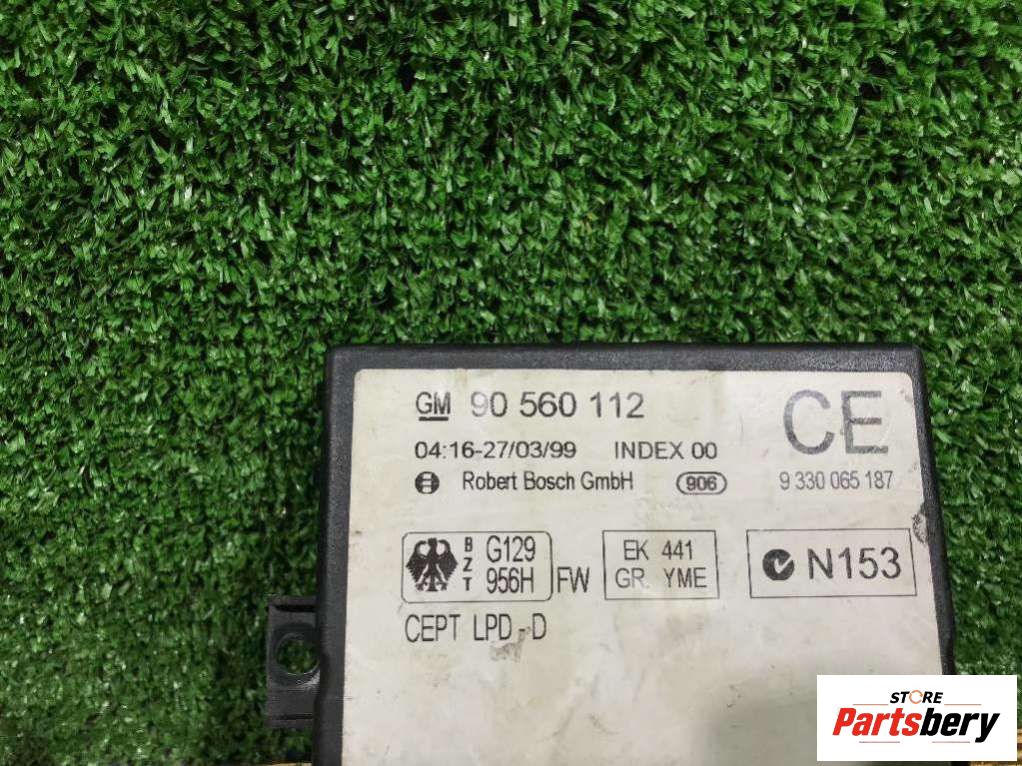 GM 90 560 112
CE
04:16-27/03/99 INDEX 00
Robert Bosch GmbH 906
9 330 065 187
BZT G129
956H FW
EK 441
GR. YME
N153
CEPT LPD-D
STORE
Partsbery